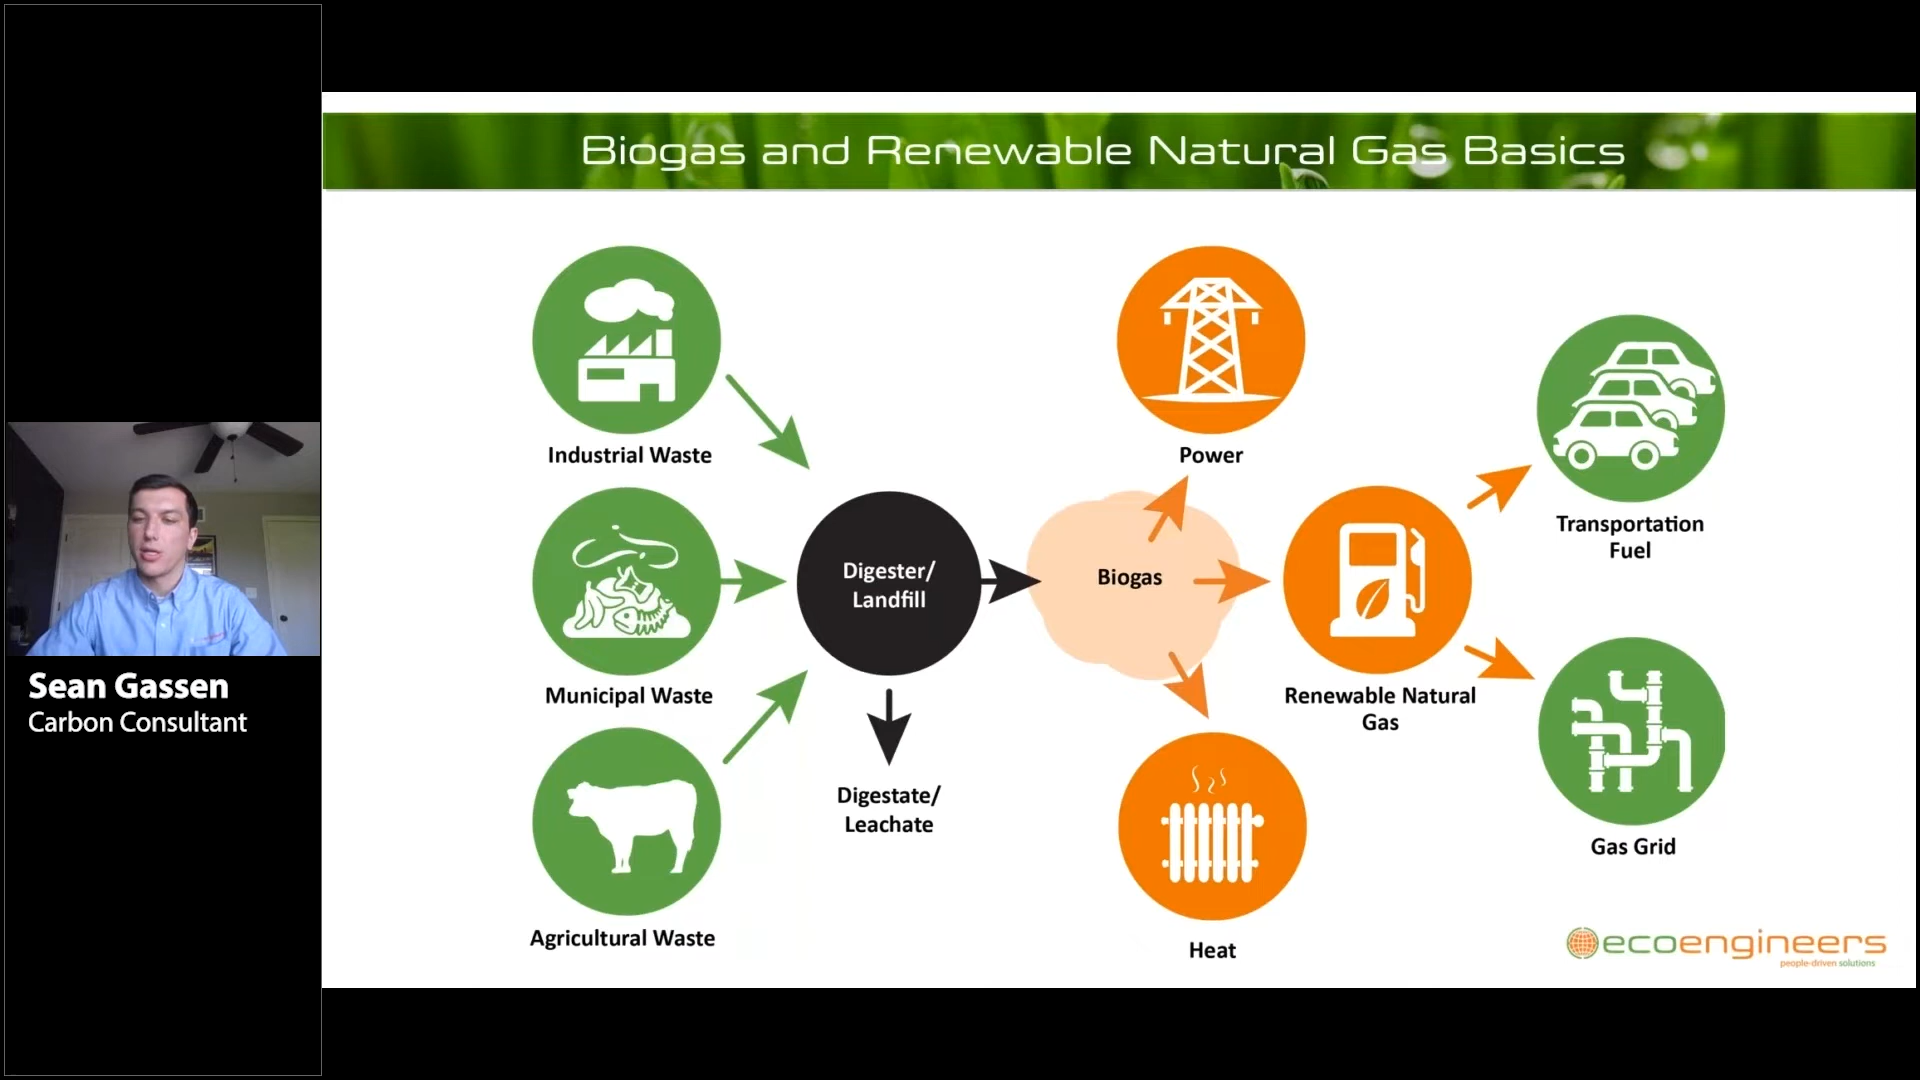 Biogas and Renewable Natural Gas Basics
Industrial Waste
Municipal Waste
Agricultural Waste
Digester/
Landfill
Digestate/
Leachate
Biogas
Power
Heat
Renewable Natural
Gas
Transportation
Fuel
Gas Grid
ecoengineers
people-driven solutions
Sean Gassen
Carbon Consultant